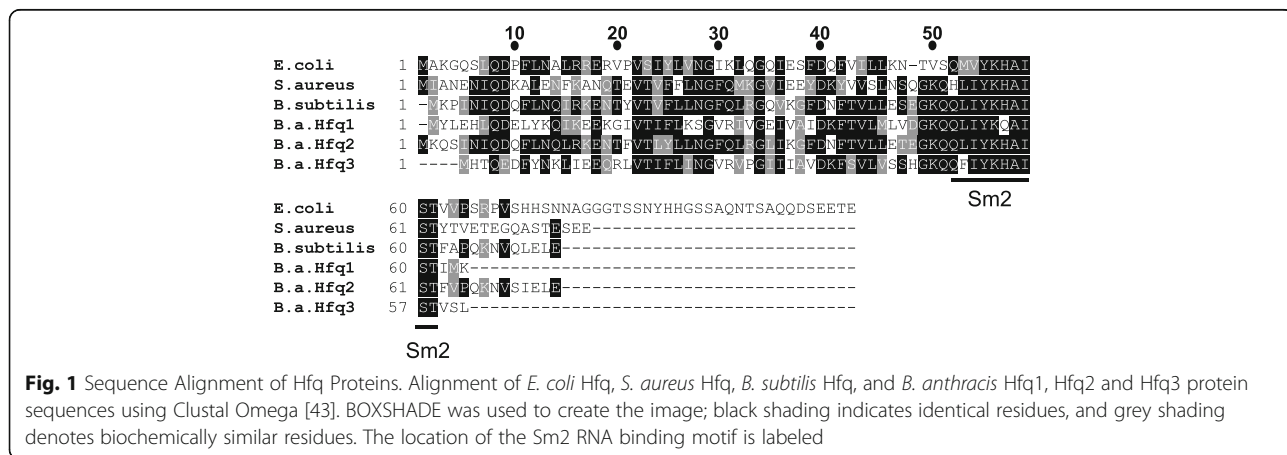 10 20 30 40 50
E.coli 1 MAKGQSLQDPFLNALRRERVPVSIYLVNGIKLQGQIESFDQFVILLKN-TVSQMVYKHAI
S.aureus 1 MIANENIQDKALENFKANQTEVTVFFLNGFQMKGVIEEYDKYVVSLNSQGKQHLIYKHAI
B.subtilis 1 -MKPINIQDQFLNQIRKENTYVTVFLLNGFQLRGQVKGFDNFTVLLESEGKQQLIYKHAI
B.a.Hfq1 1 -MYLEHLQDELYKQIKEEKGIVTIFLKSGVRIVGEIVAIDKFTVLMLVDGKQQLIYKQAI
B.a.Hfq2 1 MKQSINIQDQFLNQLRKENTFVTLYLLNGFQLRGLIKGFDNFTVLLETEGKQQLIYKHAI
B.a.Hfq3 1 ----MHTQEDFYNKLIEEQRLVTIFLINGVRVPGIIIAVDKFSVLVSSHGKQQFIYKHAI
Sm2
E.coli 60 STVVPSRPVSHHSNNAGGGTSSNYHHGSSAQNTSAQQDSEETE
S.aureus 61 STYTVETEGQASTESEE--------------------------
B.subtilis 60 STFAPQKNVQLELE-----------------------------
B.a.Hfq1 60 STIMK--------------------------------------
B.a.Hfq2 61 STFVPQKNVSIELE-----------------------------
B.a.Hfq3 57 STVSL--------------------------------------
Sm2
Fig. 1 Sequence Alignment of Hfq Proteins. Alignment of E. coli Hfq, S. aureus Hfq, B. subtilis Hfq, and B. anthracis Hfq1, Hfq2 and Hfq3 protein
sequences using Clustal Omega [43]. BOXSHADE was used to create the image; black shading indicates identical residues, and grey shading
denotes biochemically similar residues. The location of the Sm2 RNA binding motif is labeled